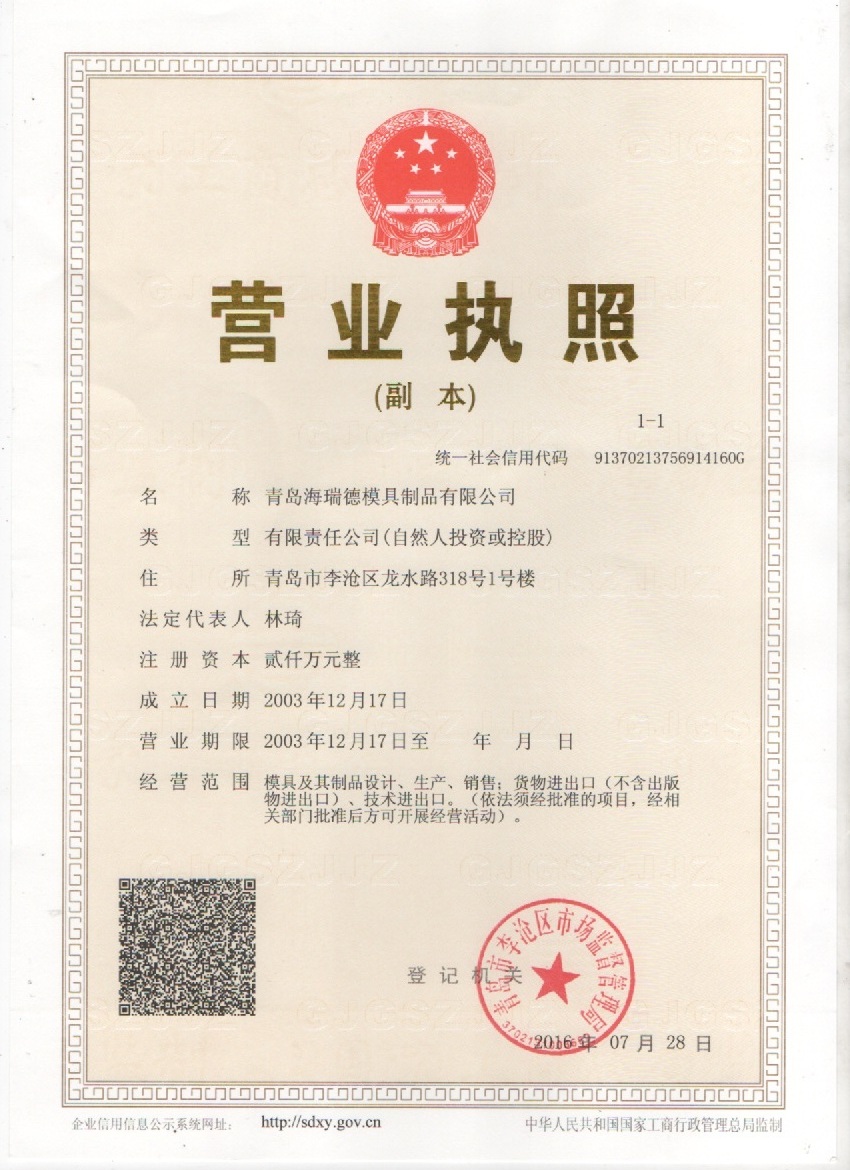 营业执照
(副 本)
1-1
统一社会信用代码 91370213756914160G
名 称 青岛海瑞德模具制品有限公司
类 型 有限责任公司(自然人投资或控股)
住 所 青岛市李沧区龙水路318号1号楼
法定代表人 林琦
注册资本 贰仟万元整
成立日期 2003年12月17日
营业期限 2003年12月17日至 年 月 日
经营范围 模具及其制品设计、生产、销售；货物进出口（不含出版
物进出口）、技术进出口。（依法须经批准的项目，经相
关部门批准后方可开展经营活动）。
青岛市李沧区市场监督管理局
登记机关
2016年 07月 28日
企业信用信息公示系统网址： http://sdxy.gov.cn
中华人民共和国国家工商行政管理总局监制